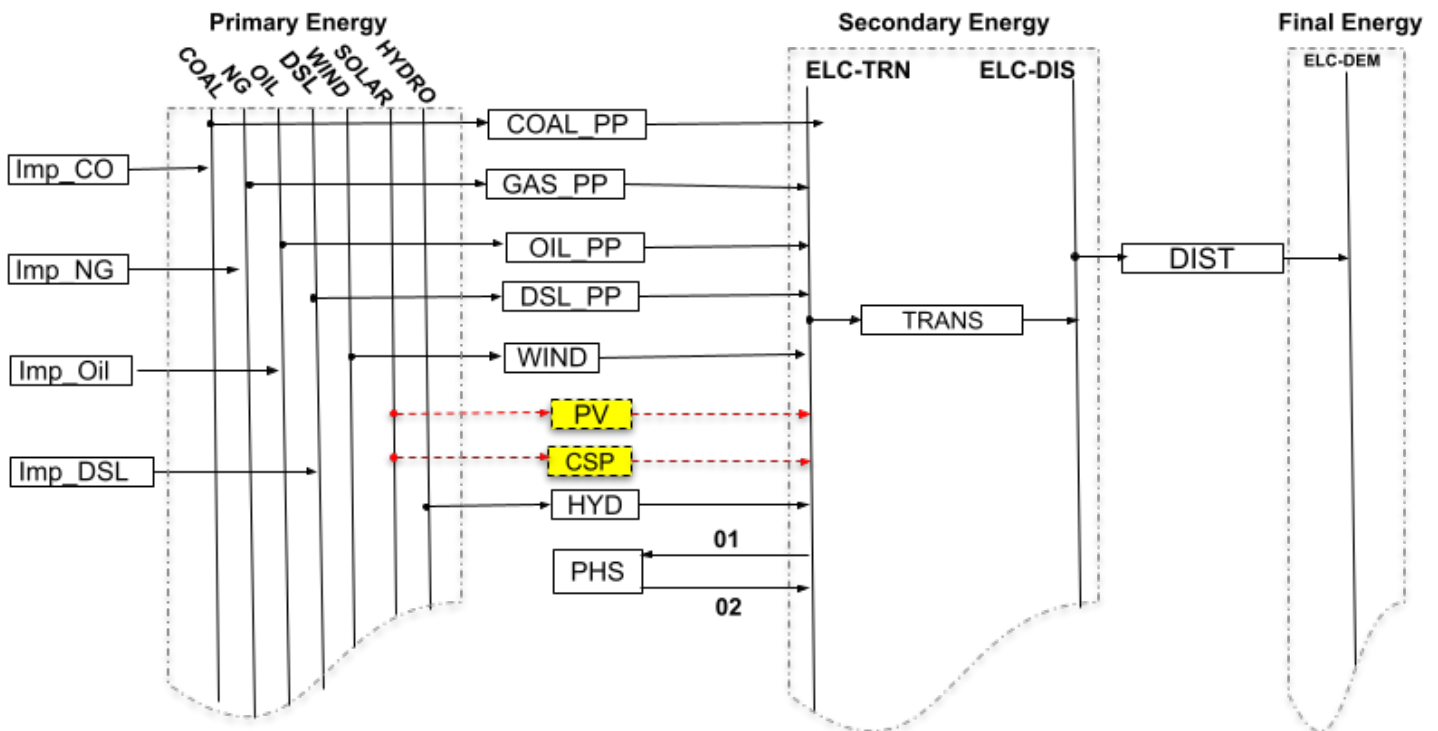 Primary Energy
Secondary Energy
Final Energy
COAL
NG
OIL
DSL
WIND
SOLAR
HYDRO
ELC-TRN
ELC-DIS
ELC-DEM
COAL_PP
Imp_CO
GAS_PP
OIL_PP
DIST
Imp_NG
DSL_PP
TRANS
WIND
Imp_Oil
PV
CSP
Imp_DSL
HYD
01
PHS
02